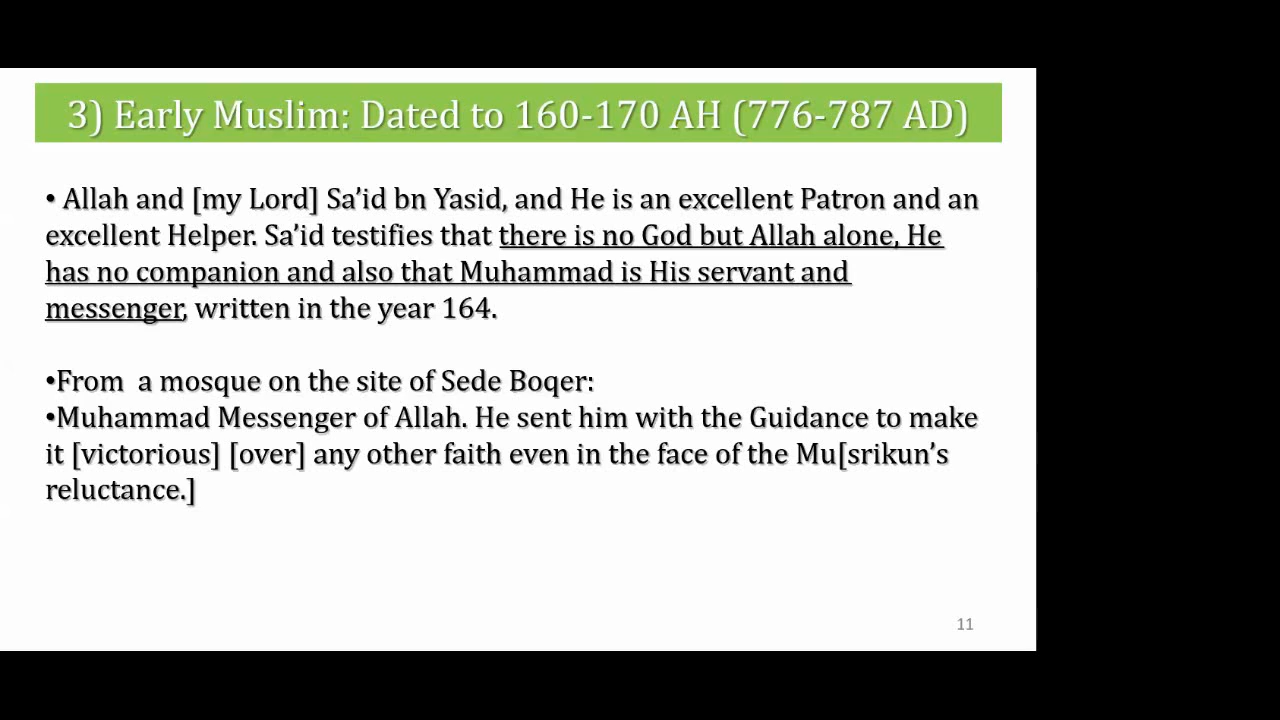 3) Early Muslim: Dated to 160-170 AH (776-787 AD)
• Allah and [my Lord] Sa’id bn Yasid, and He is an excellent Patron and an
excellent Helper. Sa’id testifies that there is no God but Allah alone, He
has no companion and also that Muhammad is His servant and
messenger, written in the year 164.
•From  a mosque on the site of Sede Boqer:
•Muhammad Messenger of Allah. He sent him with the Guidance to make
it [victorious] [over] any other faith even in the face of the Mu[srikun’s
reluctance.]
11